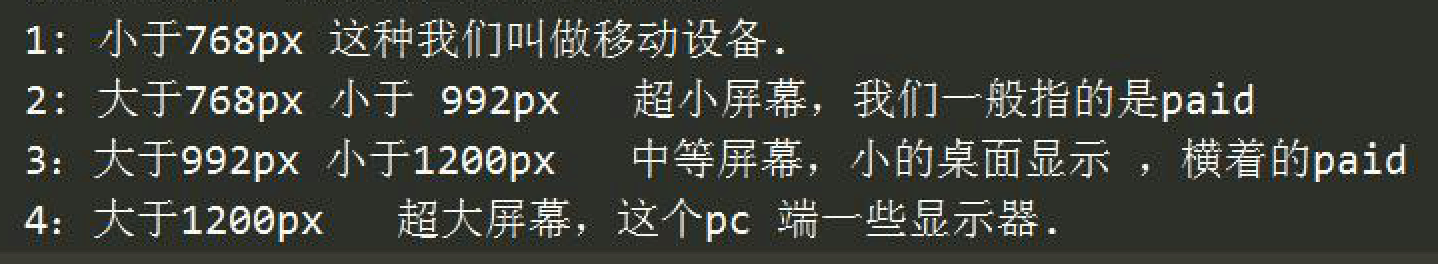 1: 小于768px 这种我们叫做移动设备.
2: 大于768px 小于 992px 超小屏幕，我们一般指的是paid
3: 大于992px 小于1200px 中等屏幕，小的桌面显示 ，横着的paid
4: 大于1200px 超大屏幕，这个pc 端一些显示器.